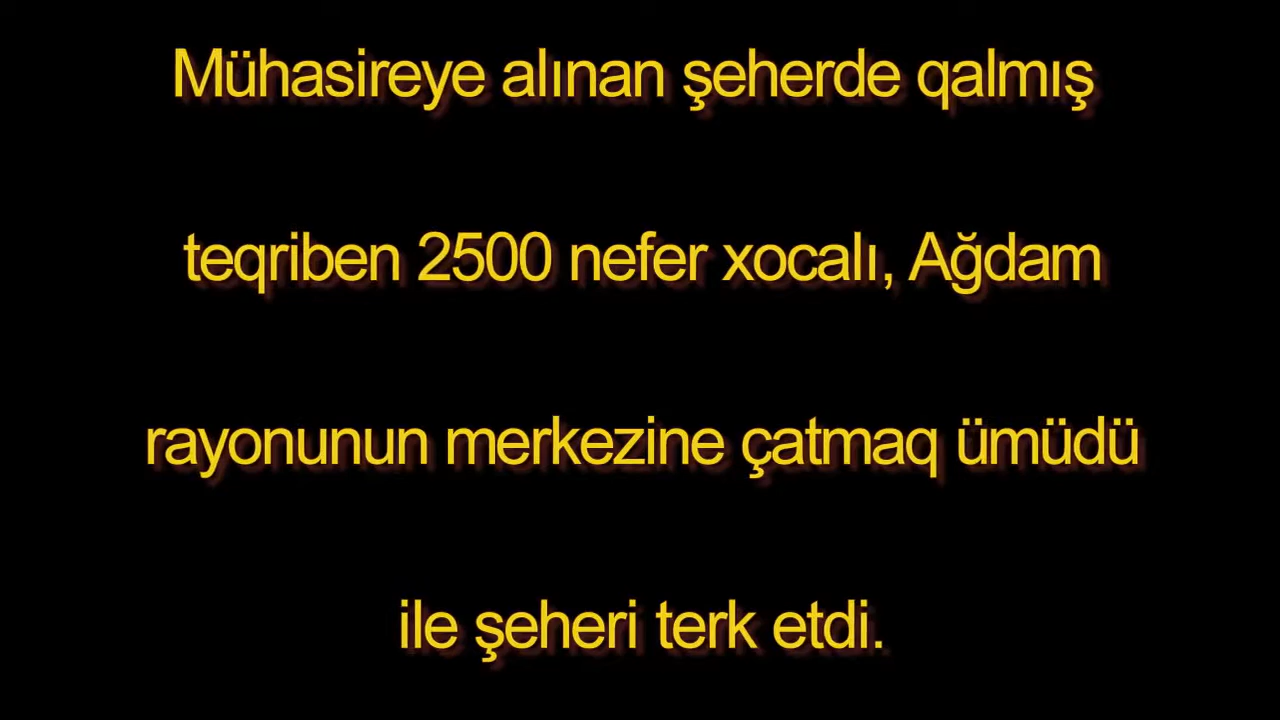 Mühasireye alınan şeherde qalmış
teqriben 2500 nefer xocalı, Ağdam
rayonunun merkezine çatmaq ümüdü
ile şeheri terk etdi.